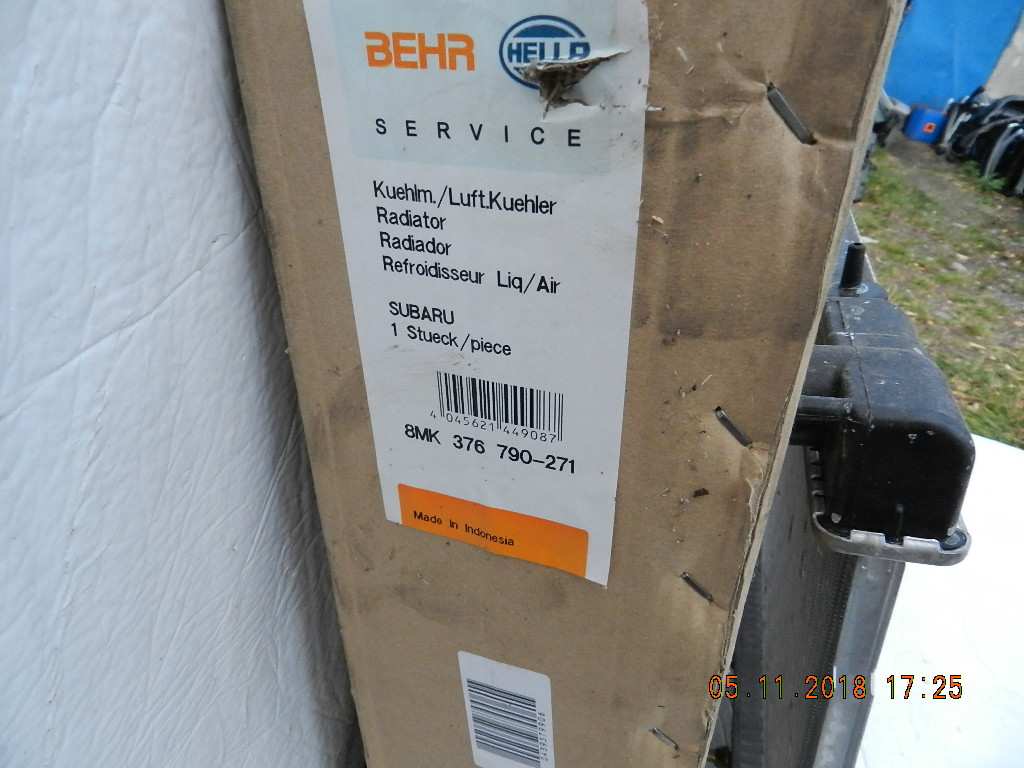 BEHR HELLA
SERVICE
Kuehlm./Luft.Kuehler
Radiator
Radiador
Refroidisseur Liq/Air
SUBARU
1 Stueck/piece
4 045621 449087
8MK 376 790-271
Made in Indonesia
05.11.2018 17:25